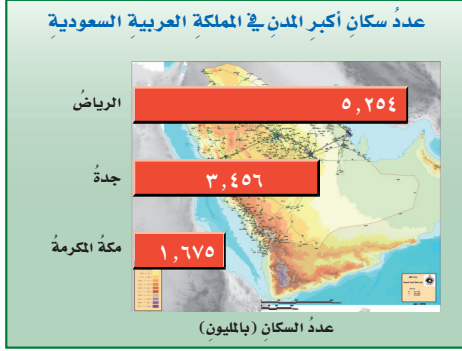 عددُ سكانِ أكبرِ المدنِ في المملكةِ العربيةِ السعوديةِ
الرياضُ
٥,٢٥٤
جدةُ
٣,٤٥٦
مكةُ المكرمةُ
١,٦٧٥
عددُ السكانِ (بالمليونِ)